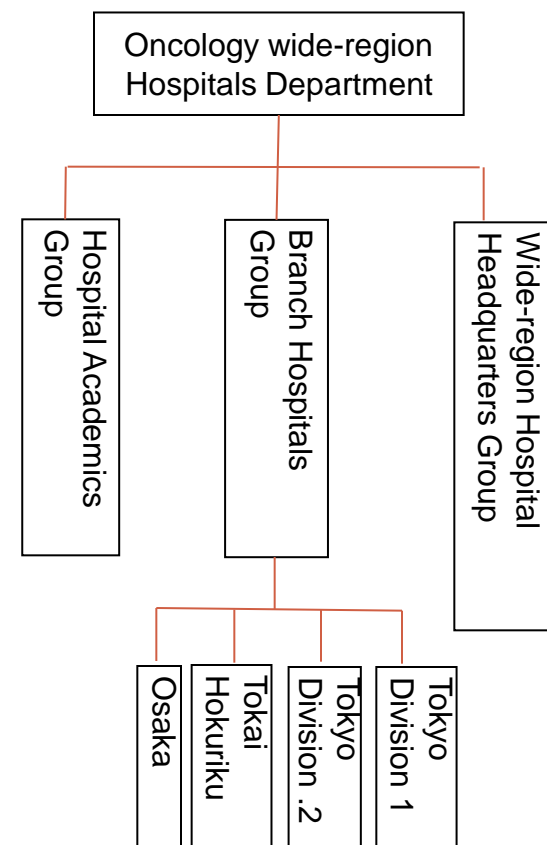 Oncology wide-region
Hospitals Department
Hospital Academics
Group
Branch Hospitals
Group
Wide-region Hospital
Headquarters Group
Osaka
Tokai
Hokuriku
Tokyo
Division .2
Tokyo
Division 1